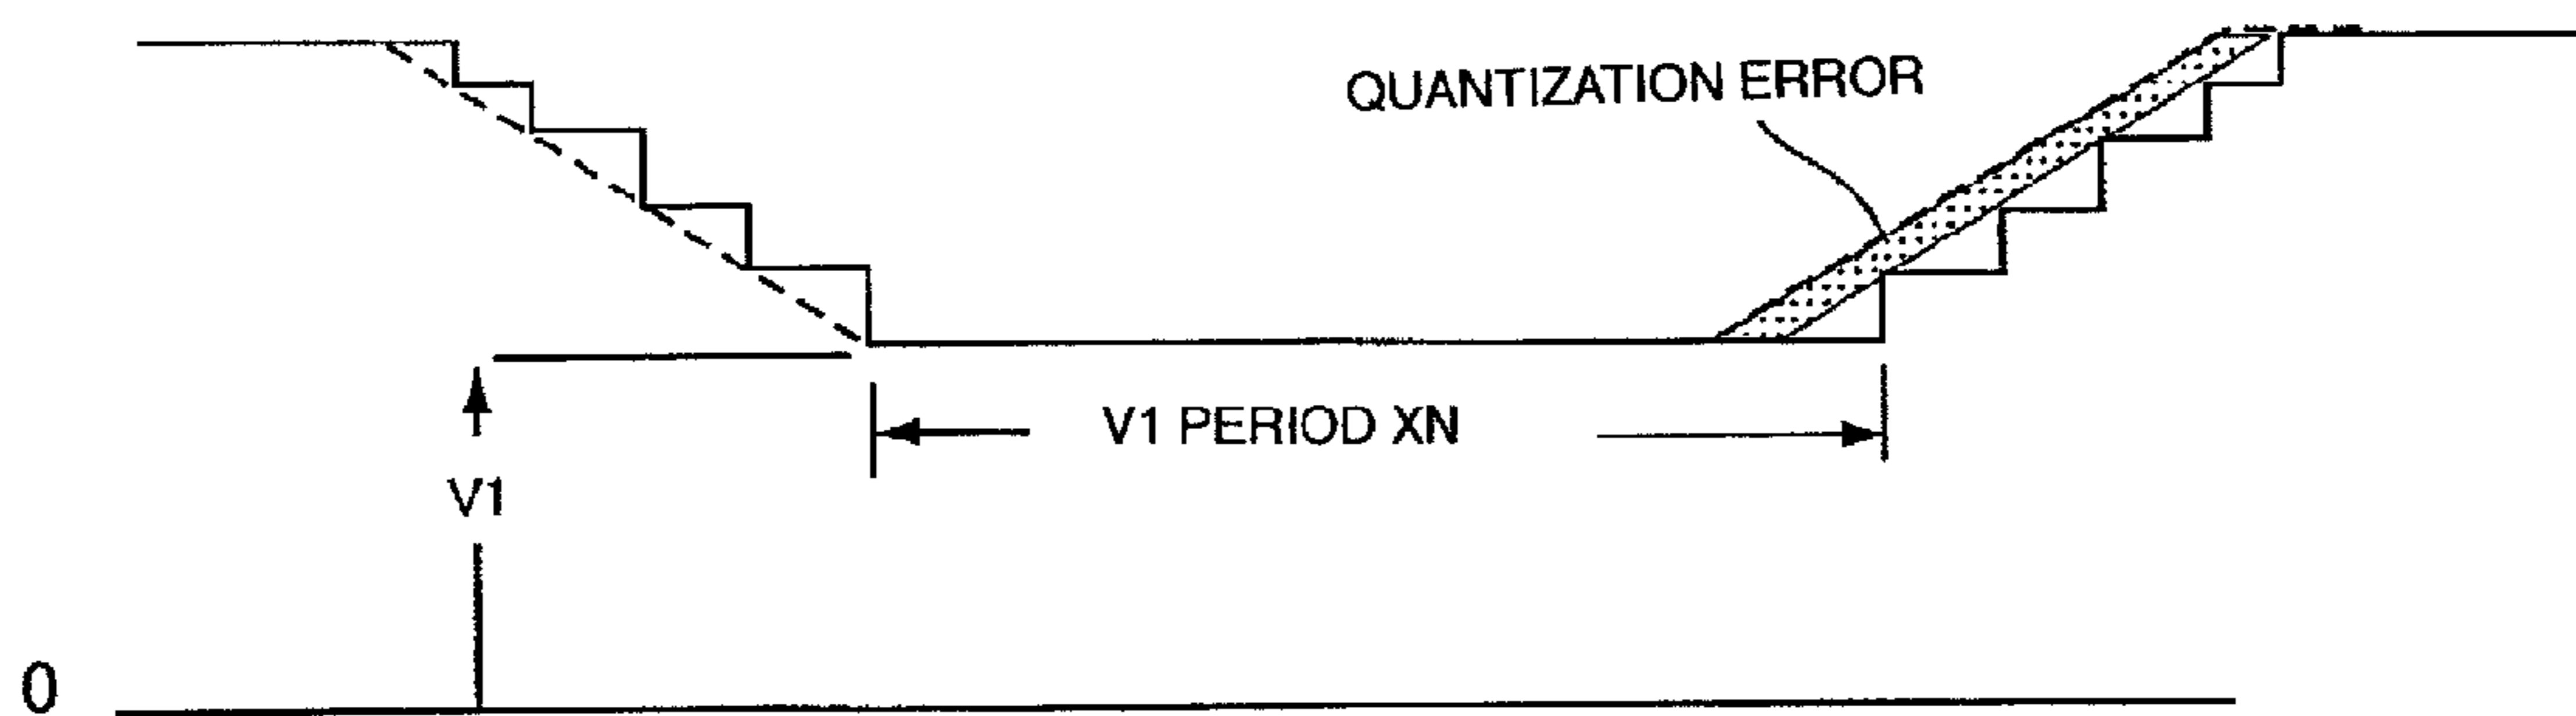 QUANTIZATION ERROR
V1 PERIOD XN
V1
0